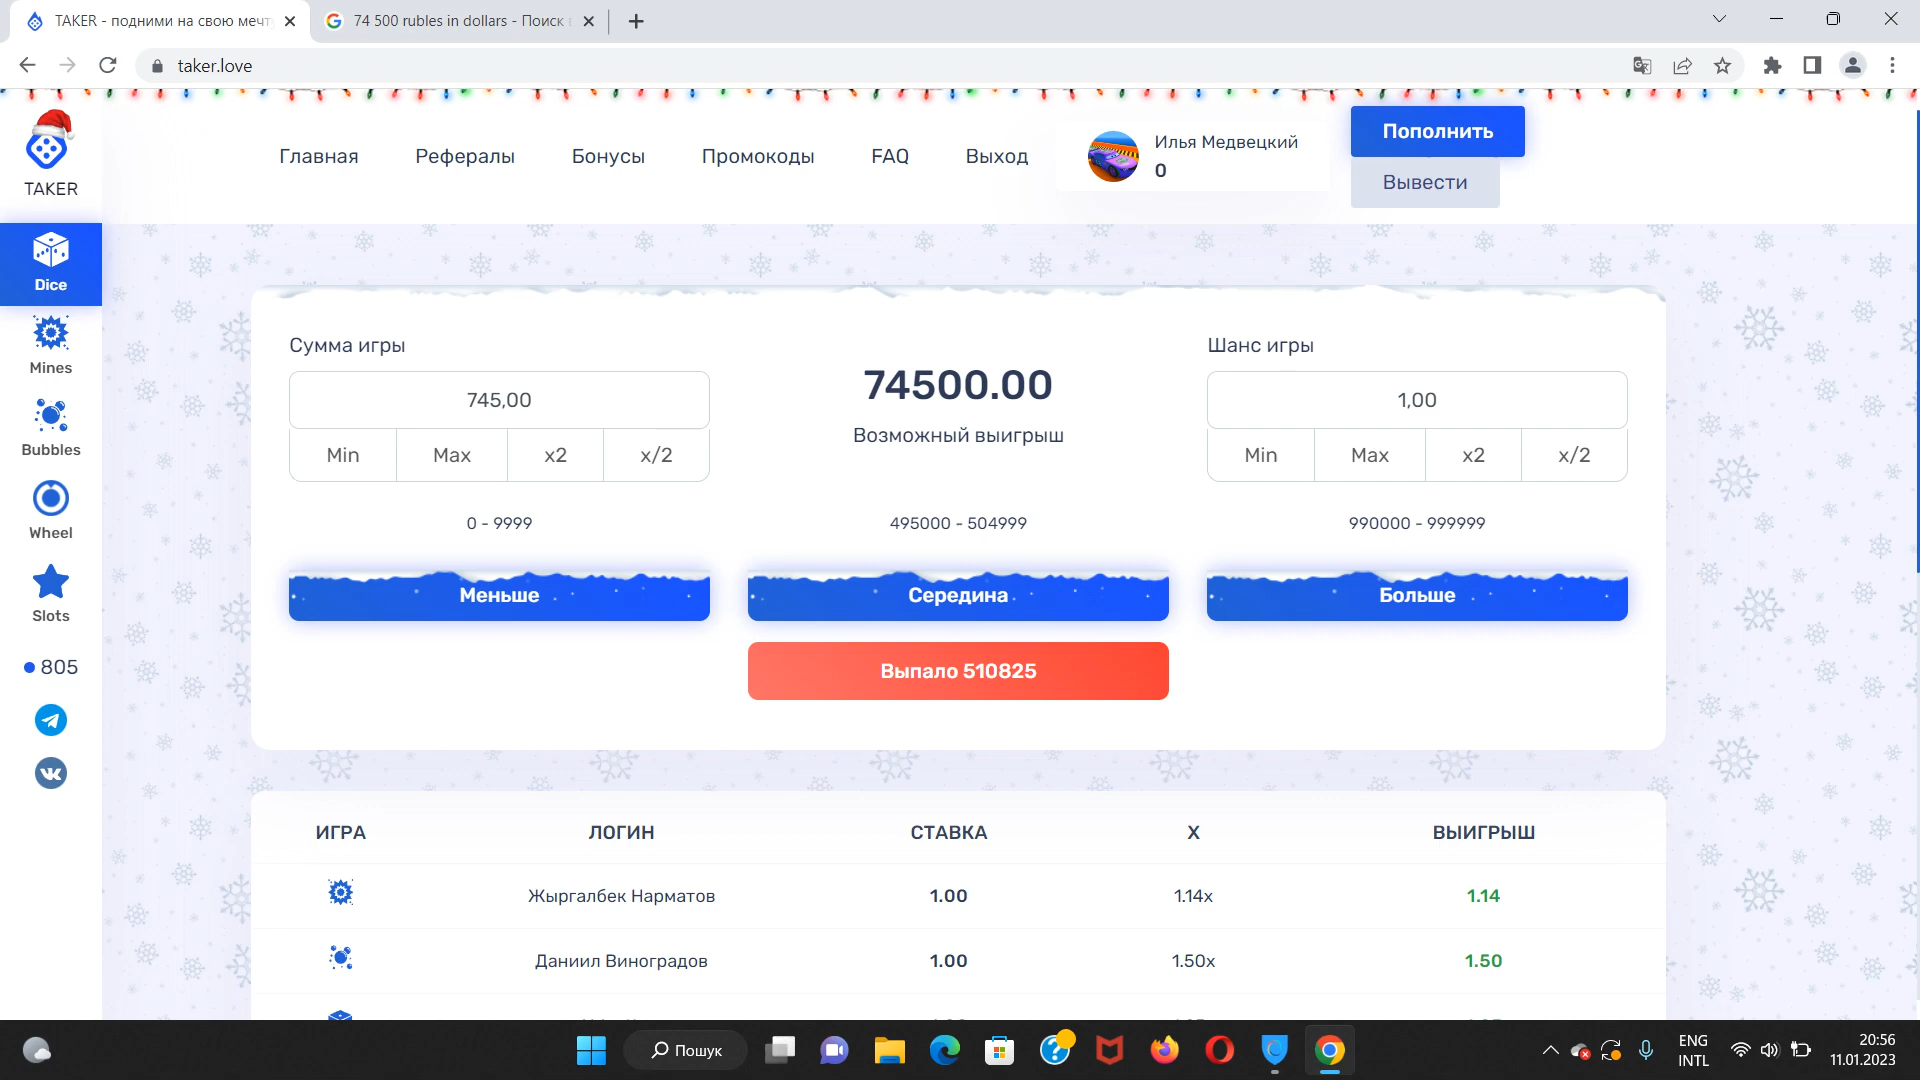 TAKER - подними на свою мечт
74 500 rubles in dollars - Поиск
taker.love
TAKER
Главная
Рефералы
Бонусы
Промокоды
FAQ
Выход
Илья Медвецкий
0
Пополнить
Вывести
Dice
Mines
Bubbles
Wheel
Slots
805
Сумма игры
745,00
Min
Max
x2
x/2
74500.00
Возможный выигрыш
Шанс игры
1,00
Min
Max
x2
x/2
0 - 9999
495000 - 504999
990000 - 999999
Меньше
Середина
Больше
Выпало 510825
ИГРА
ЛОГИН
СТАВКА
X
ВЫИГРЫШ
Жыргалбек Нарматов
1.00
1.14x
1.14
Даниил Виноградов
1.00
1.50x
1.50
Пошук
ENG
INTL
20:56
11.01.2023